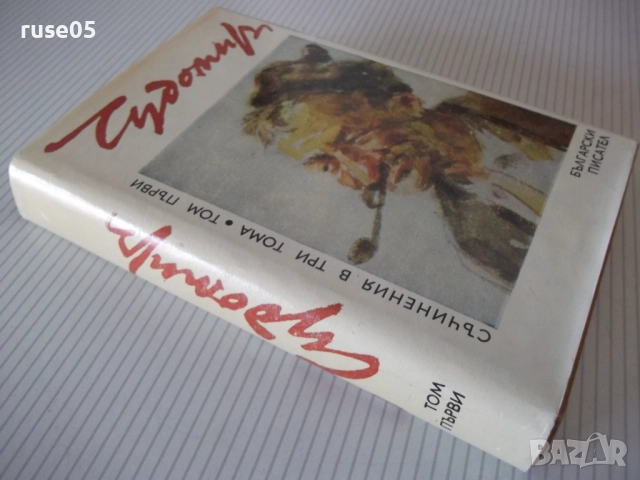 ruse05
Чудомир
СЪЧИНЕНИЯ В ТРИ ТОМА • ТОМ ПЪРВИ
БЪЛГАРСКИ
ПИСАТЕЛ
Чудомир
ТОМ
ПЪРВИ
BAZAR